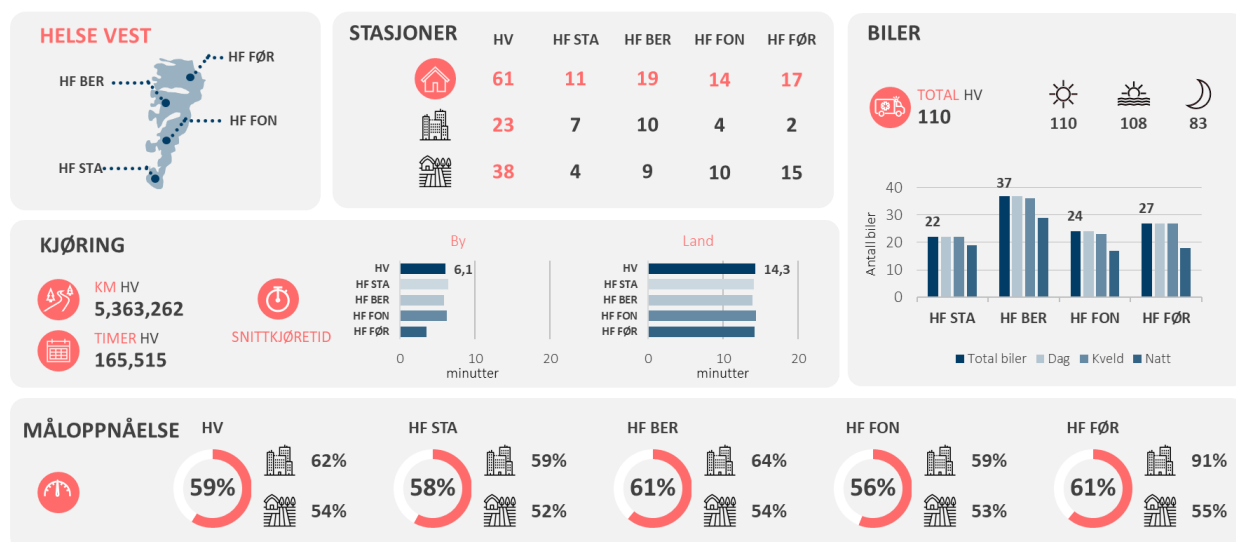 HELSE VEST
HF FØR
HF BER
HF FON
HF STA
STASJONER HV HF STA HF BER HF FON HF FØR
61 11 19 14 17
23 7 10 4 2
38 4 9 10 15
BILER
TOTAL HV
110
110 108 83
Antall biler
40
30
20
10
0
22 37 24 27
HF STA HF BER HF FON HF FØR
Total biler Dag Kveld Natt
KJØRING
KM HV
5,363,262
TIMER HV
165,515
SNITTKJØRETID
By
HV 6,1
HF STA
HF BER
HF FON
HF FØR
0 10 20
minutter
Land
HV 14,3
HF STA
HF BER
HF FON
HF FØR
0 10 20
minutter
MÅLOPPNÅELSE
HV
59%
62%
54%
HF STA
58%
59%
52%
HF BER
61%
64%
54%
HF FON
56%
59%
53%
HF FØR
61%
91%
55%